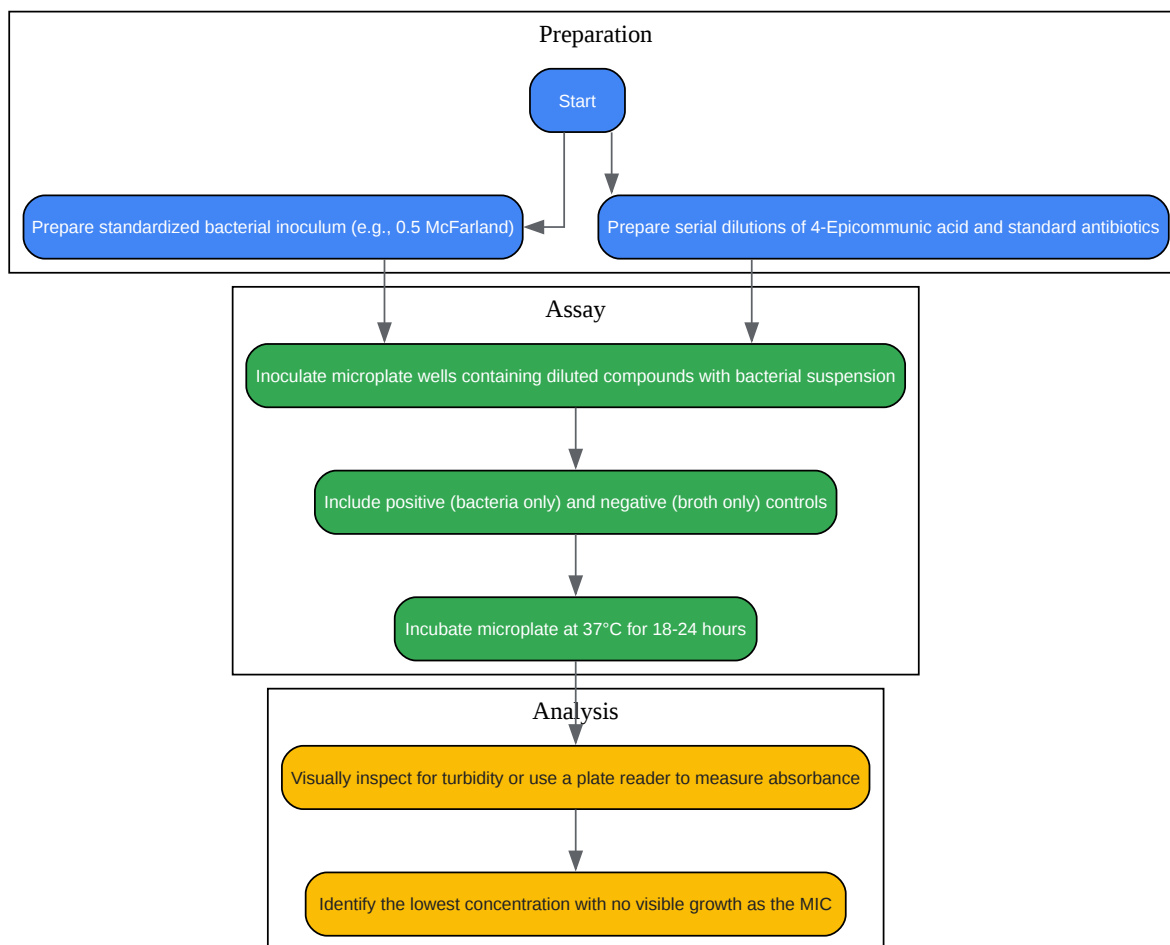 Preparation
Start
Prepare standardized bacterial inoculum (e.g., 0.5 McFarland)
Prepare serial dilutions of 4-Epicommunic acid and standard antibiotics
Assay
Inoculate microplate wells containing diluted compounds with bacterial suspension
Include positive (bacteria only) and negative (broth only) controls
Incubate microplate at 37°C for 18-24 hours
Analysis
Visually inspect for turbidity or use a plate reader to measure absorbance
Identify the lowest concentration with no visible growth as the MIC